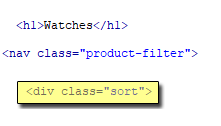 <h1>Watches</h1>
<nav class="product-filter">
<div class="sort">